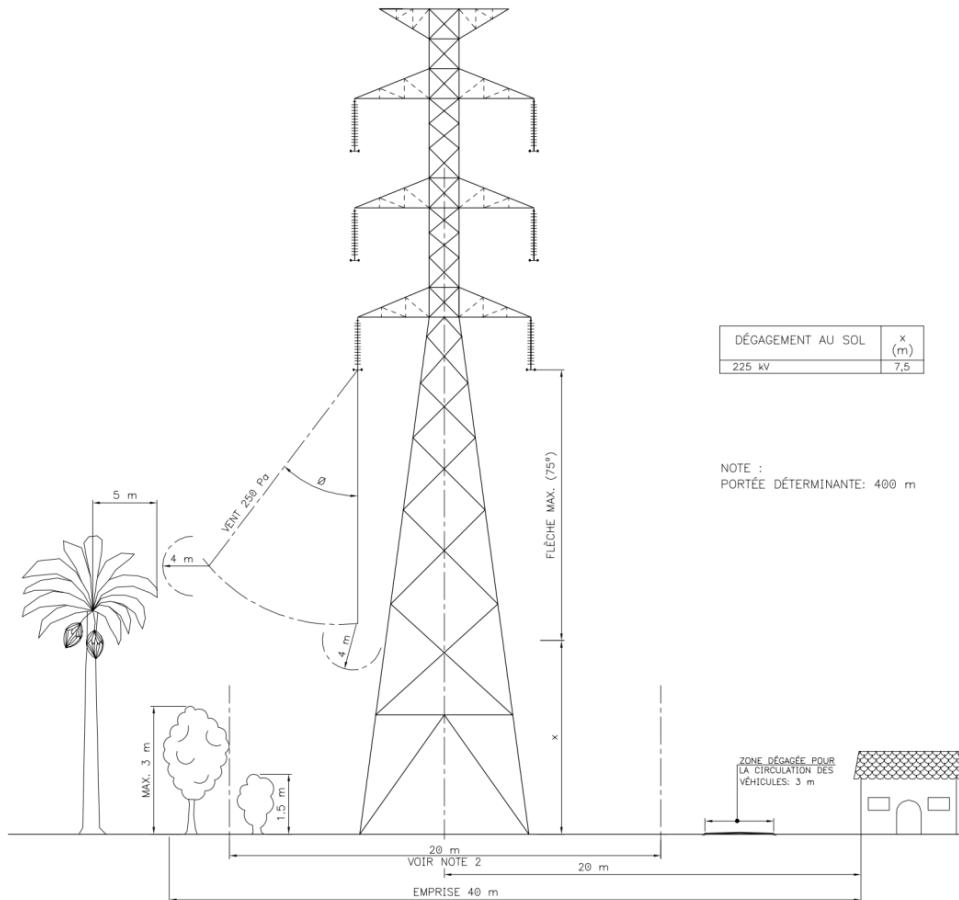 DÉGAGEMENT AU SOL
x
(m)
225 kV
7,5
NOTE :
PORTÉE DÉTERMINANTE: 400 m
5 m
VENT 250 Pa
Ø
4 m
4 m
FLÈCHE MAX. (75°)
x
MAX. 3 m
1.5 m
ZONE DÉGAGÉE POUR
LA CIRCULATION DES
VÉHICULES: 3 m
20 m
VOIR NOTE 2
20 m
EMPRISE 40 m